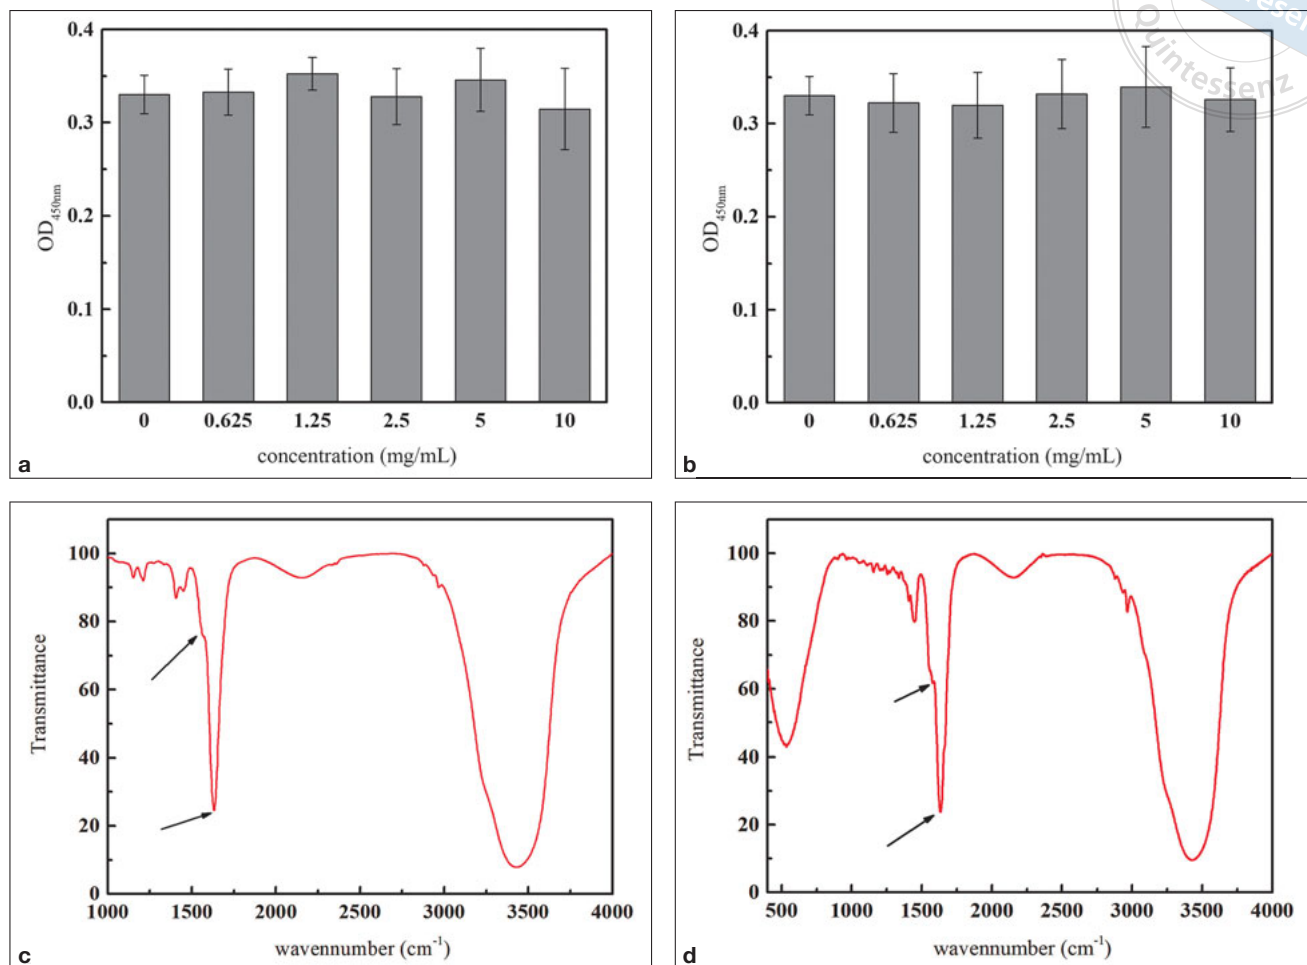 0.4
0.3
0.2
0.1
0.0
OD450nm
0 0.625 1.25 2.5 5 10
concentration (mg/mL)
a
0.4
0.3
0.2
0.1
0.0
OD450nm
0 0.625 1.25 2.5 5 10
concentration (mg/mL)
b
Quintessenz
100
80
60
40
20
0
Transmittance
1000 1500 2000 2500 3000 3500 4000
wavennumber (cm-1)
c
100
80
60
40
20
0
Transmittance
500 1000 1500 2000 2500 3000 3500 4000
wavennumber (cm-1)
d